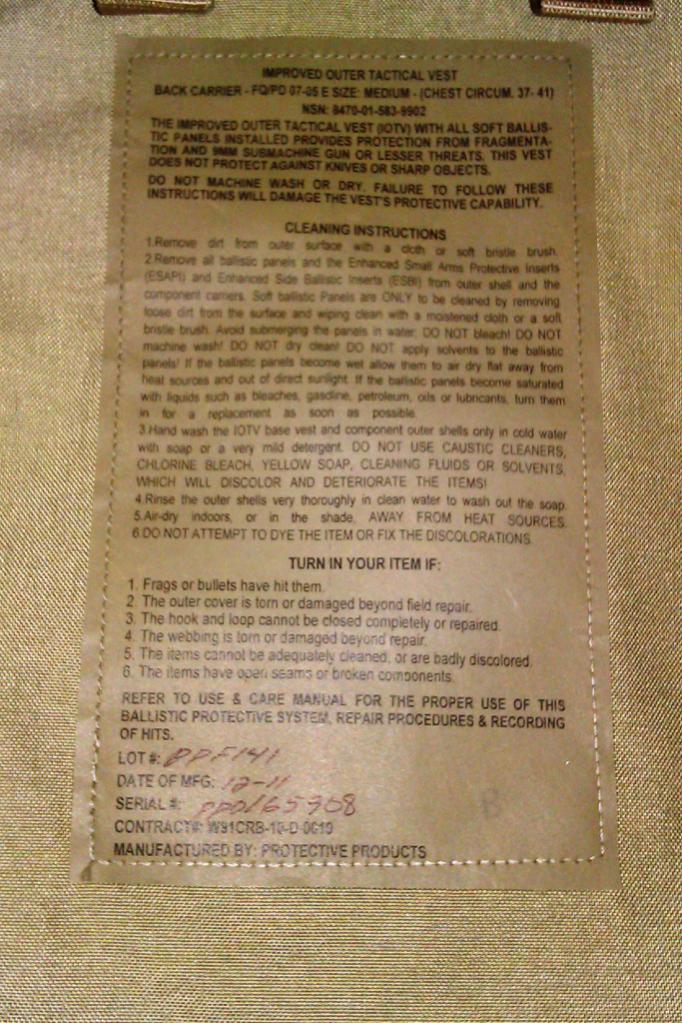 IMPROVED OUTER TACTICAL VEST
BACK CARRIER - FQ/PD 07-05 E SIZE: MEDIUM - (CHEST CIRCUM. 37- 41)
NSN: 8470-01-583-9902
THE IMPROVED OUTER TACTICAL VEST (IOTV) WITH ALL SOFT BALLIS-
TIC PANELS INSTALLED PROVIDES PROTECTION FROM FRAGMENTA-
TION AND 9MM SUBMACHINE GUN OR LESSER THREATS. THIS VEST
DOES NOT PROTECT AGAINST KNIVES OR SHARP OBJECTS.
DO NOT MACHINE WASH OR DRY. FAILURE TO FOLLOW THESE
INSTRUCTIONS WILL DAMAGE THE VEST'S PROTECTIVE CAPABILITY.
CLEANING INSTRUCTIONS
1.Remove dirt from outer surface with a cloth or soft bristle brush.
2.Remove all ballistic panels and the Enhanced Small Arms Protective Inserts
(ESAPI) and Enhanced Side Ballistic Inserts (ESBI) from outer shell and the
component carriers. Soft ballistic Panels are ONLY to be cleaned by removing
loose dirt from the surface and wiping clean with a moistened cloth or a soft
bristle brush. Avoid submerging the panels in water. DO NOT bleach! DO NOT
machine wash! DO NOT dry clean! DO NOT apply solvents to the ballistic
panels! If the ballistic panels become wet allow them to air dry flat away from
heat sources and out of direct sunlight. If the ballistic panels become saturated
with liquids such as bleaches, gasoline, petroleum, oils or lubricants, turn them
in for a replacement as soon as possible.
3.Hand wash the IOTV base vest and component outer shells only in cold water
with soap or a very mild detergent. DO NOT USE CAUSTIC CLEANERS,
CHLORINE BLEACH, YELLOW SOAP, CLEANING FLUIDS OR SOLVENTS,
WHICH WILL DISCOLOR AND DETERIORATE THE ITEMS!
4.Rinse the outer shells very thoroughly in clean water to wash out the soap.
5.Air-dry indoors, or in the shade, AWAY FROM HEAT SOURCES.
6.DO NOT ATTEMPT TO DYE THE ITEM OR FIX THE DISCOLORATIONS.
TURN IN YOUR ITEM IF:
1. Frags or bullets have hit them.
2. The outer cover is torn or damaged beyond field repair.
3. The hook and loop cannot be closed completely or repaired.
4. The webbing is torn or damaged beyond repair.
5. The items cannot be adequately cleaned, or are badly discolored.
6. The items have open seams or broken components.
REFER TO USE & CARE MANUAL FOR THE PROPER USE OF THIS
BALLISTIC PROTECTIVE SYSTEM, REPAIR PROCEDURES & RECORDING
OF HITS.
LOT #: PPF141
DATE OF MFG: 12-11
SERIAL #: PPD165908
CONTRACT#: W91CRB-10-D-0010
MANUFACTURED BY: PROTECTIVE PRODUCTS
B